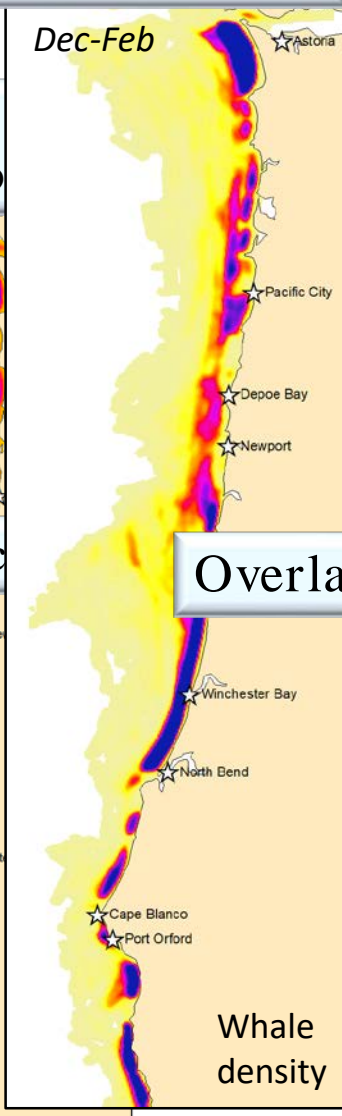 Dec-Feb
Astoria
Pacific City
Depoe Bay
Newport
Overla
Winchester Bay
North Bend
Cape Blanco
Port Orford
Whale
density